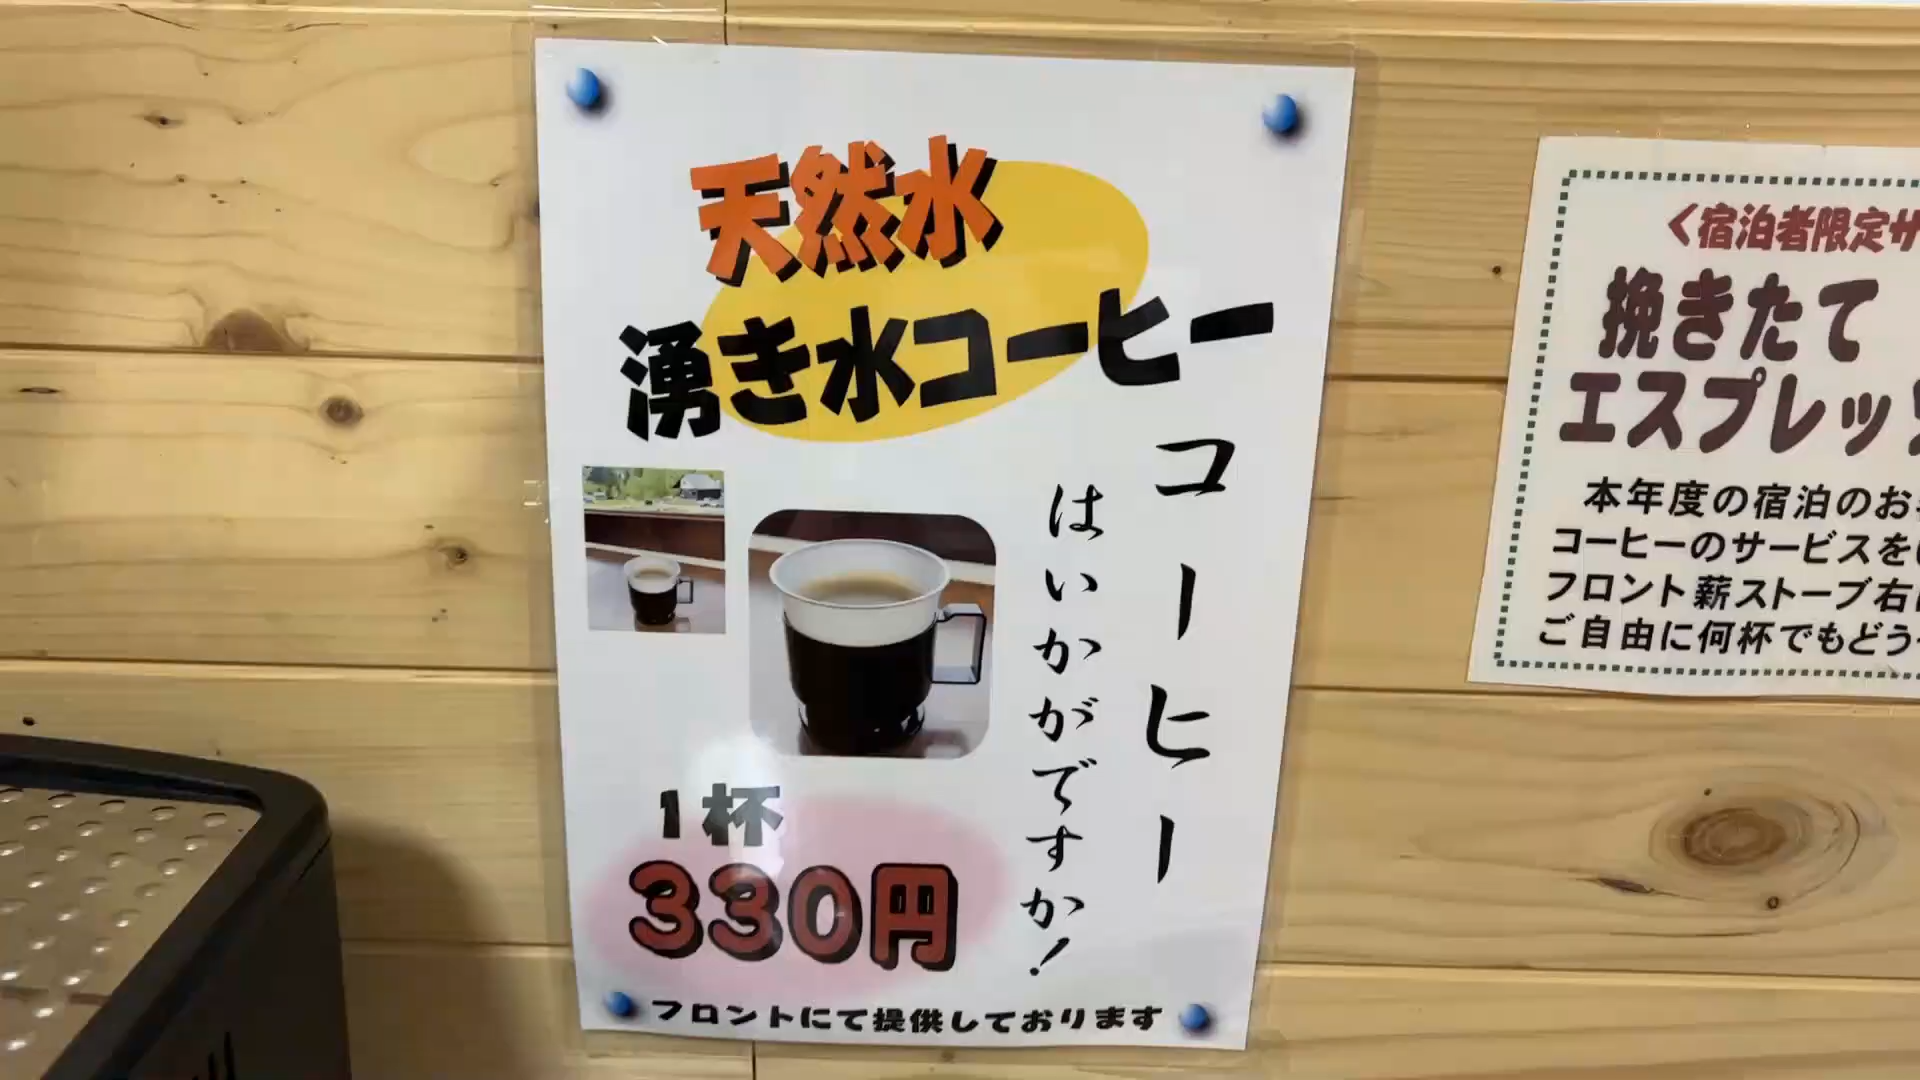 天然水
湧き水コーヒー
コーヒー
はいかがですか!
1杯
330円
フロントにて提供しております
<宿泊者限定サ
挽きたて
エスプレッソ
本年度の宿泊のお
コーヒーのサービスを
フロント薪ストーブ右
ご自由に何杯でもどう